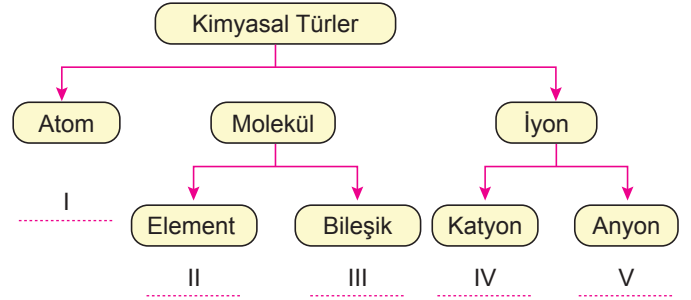 Kimyasal Türler
Atom Molekül İyon
I
Element Bileşik Katyon Anyon
II III IV V